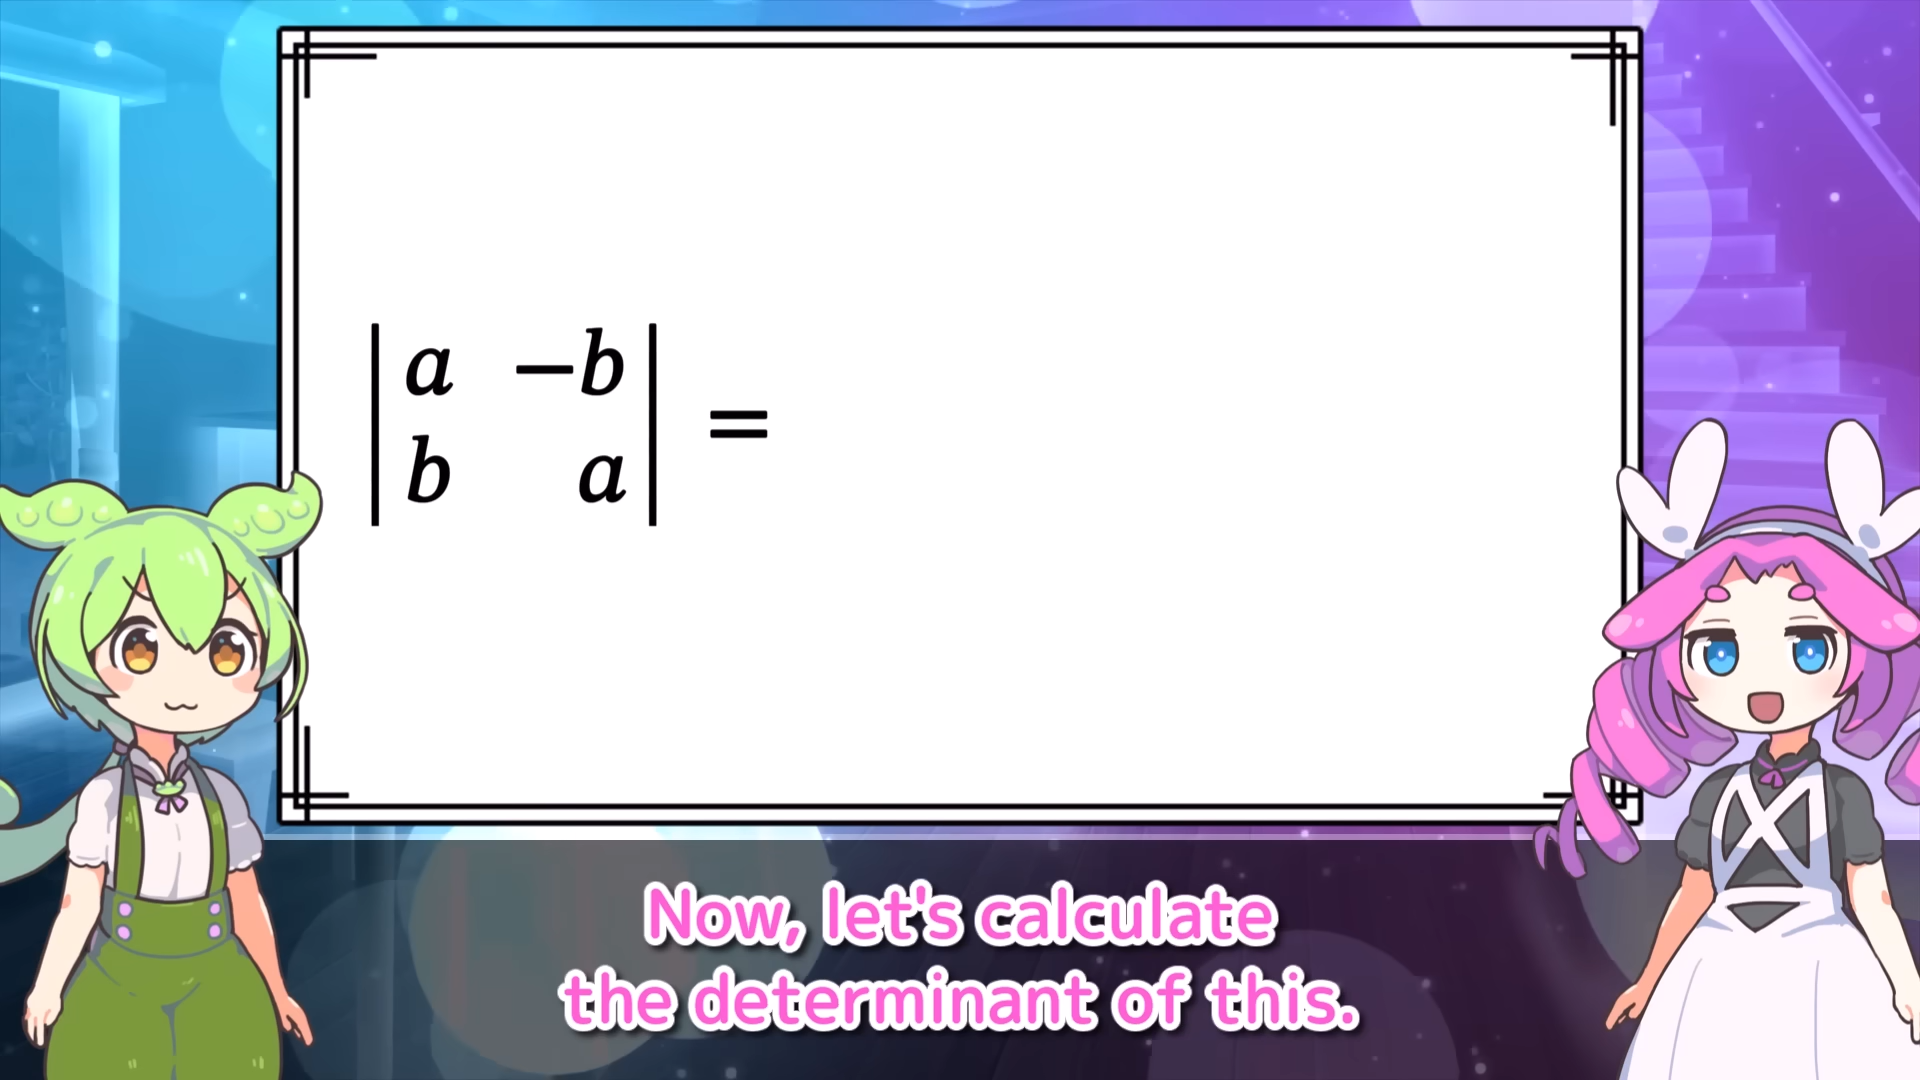 | a −b |
| b a | =
Now, let's calculate
the determinant of this.